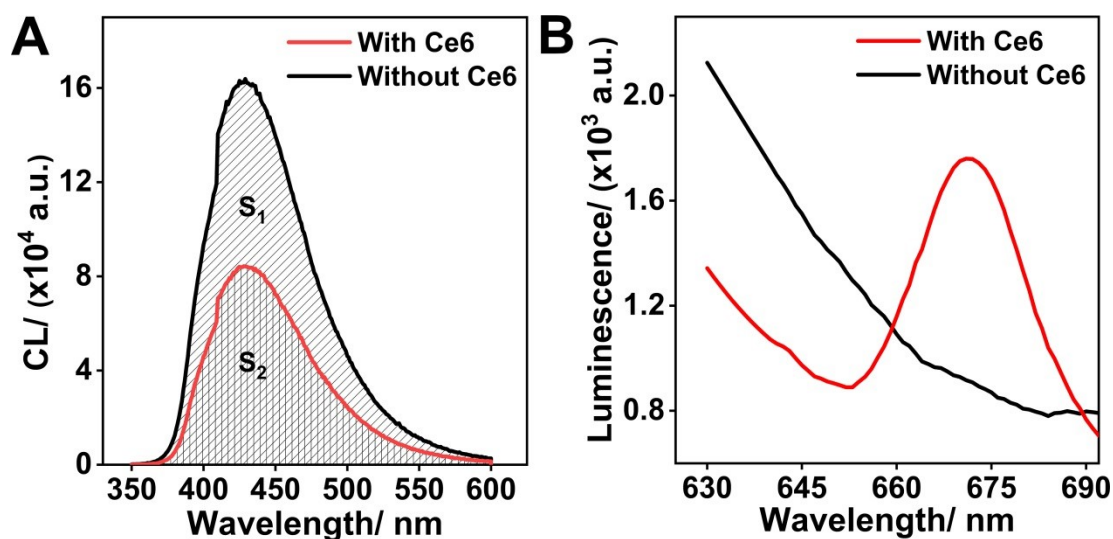 A
With Ce6
Without Ce6
CL/ (x10⁴ a.u.)
16
12
8
4
0
S₁
S₂
350 400 450 500 550 600
Wavelength/ nm
B
With Ce6
Without Ce6
Luminescence/ (x10³ a.u.)
2.0
1.6
1.2
0.8
630 645 660 675 690
Wavelength/ nm